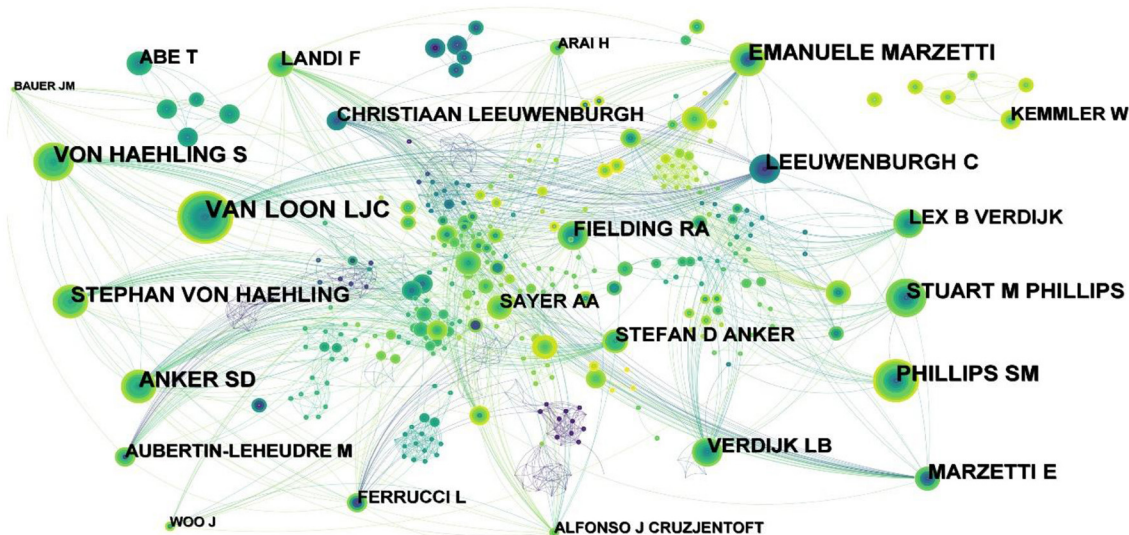 ARAI H
ABE T
LANDI F
EMANUELE MARZETTI
BAUER JM
CHRISTIAAN LEEUWENBURGH
KEMMLER W
VON HAEHLING S
LEEUWENBURGH C
VAN LOON LJC
FIELDING RA
LEX B VERDIJK
STEPHAN VON HAEHLING
SAYER AA
STUART M PHILLIPS
STEFAN D ANKER
ANKER SD
PHILLIPS SM
AUBERTIN-LEHEUDRE M
VERDIJK LB
MARZETTI E
FERRUCCI L
WOO J
ALFONSO J CRUZJENTOFT